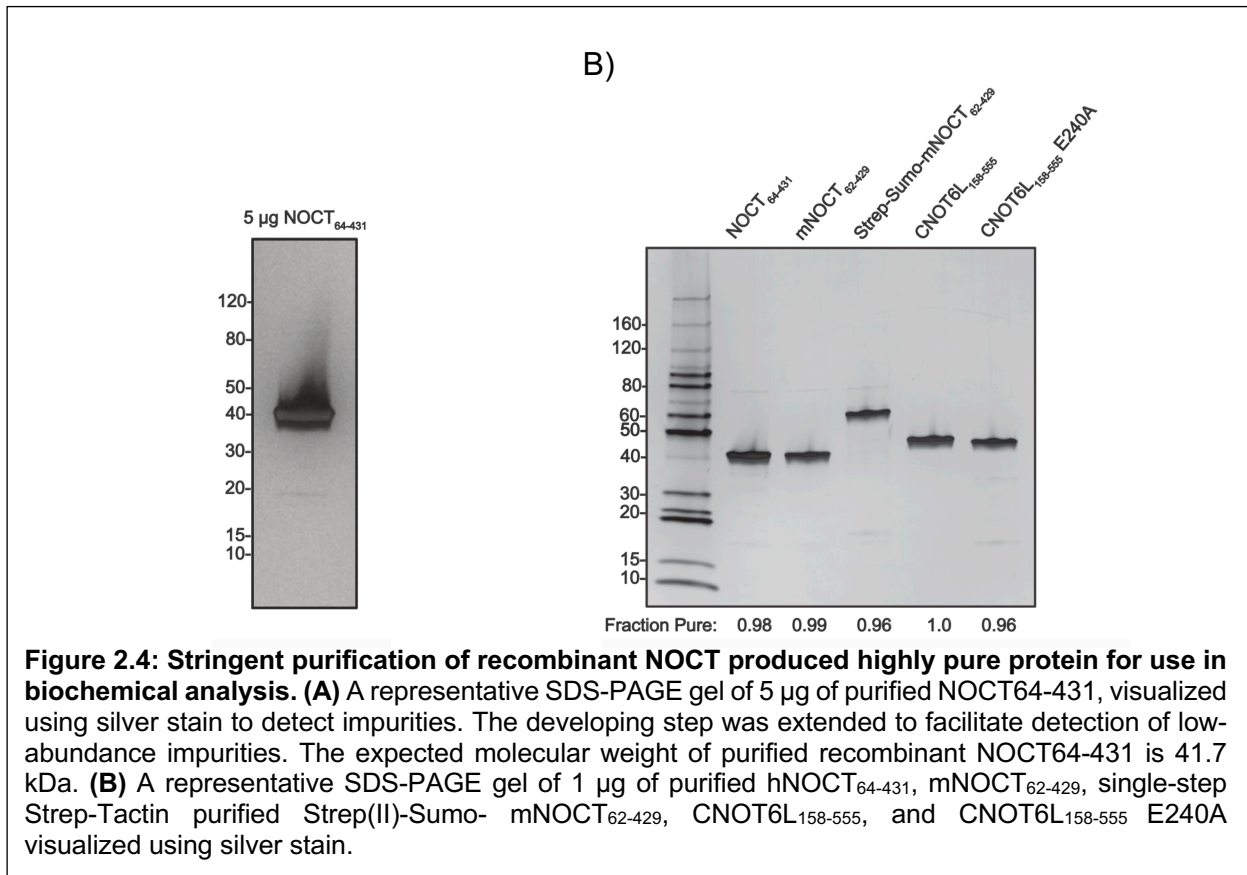 B)
5 µg NOCT64-431
120-
80-
50-
40-
30-
20-
15-
10-
NOCT64-431
mNOCT62-429
Strep-Sumo-mNOCT62-429
CNOT6L158-555
CNOT6L158-555 E240A
160-
120-
80-
60-
50-
40-
30-
20-
15-
10-
Fraction Pure: 0.98 0.99 0.96 1.0 0.96
Figure 2.4: Stringent purification of recombinant NOCT produced highly pure protein for use in
biochemical analysis. (A) A representative SDS-PAGE gel of 5 µg of purified NOCT64-431, visualized
using silver stain to detect impurities. The developing step was extended to facilitate detection of low-
abundance impurities. The expected molecular weight of purified recombinant NOCT64-431 is 41.7
kDa. (B) A representative SDS-PAGE gel of 1 µg of purified hNOCT64-431, mNOCT62-429, single-step
Strep-Tactin purified Strep(II)-Sumo- mNOCT62-429, CNOT6L158-555, and CNOT6L158-555 E240A
visualized using silver stain.